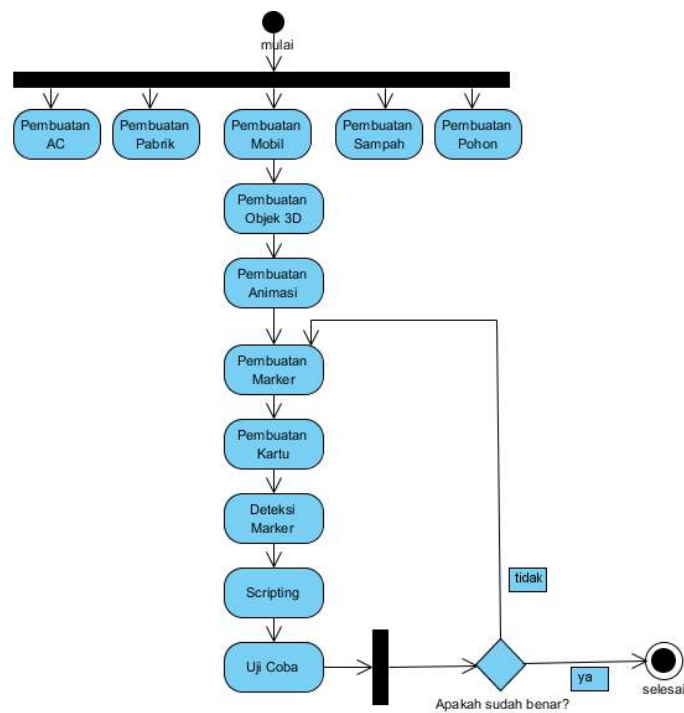 mulai
Pembuatan
AC
Pembuatan
Pabrik
Pembuatan
Mobil
Pembuatan
Sampah
Pembuatan
Pohon
Pembuatan
Objek 3D
Pembuatan
Animasi
Pembuatan
Marker
Pembuatan
Kartu
Deteksi
Marker
Scripting
Uji Coba
tidak
ya
Apakah sudah benar?
selesai